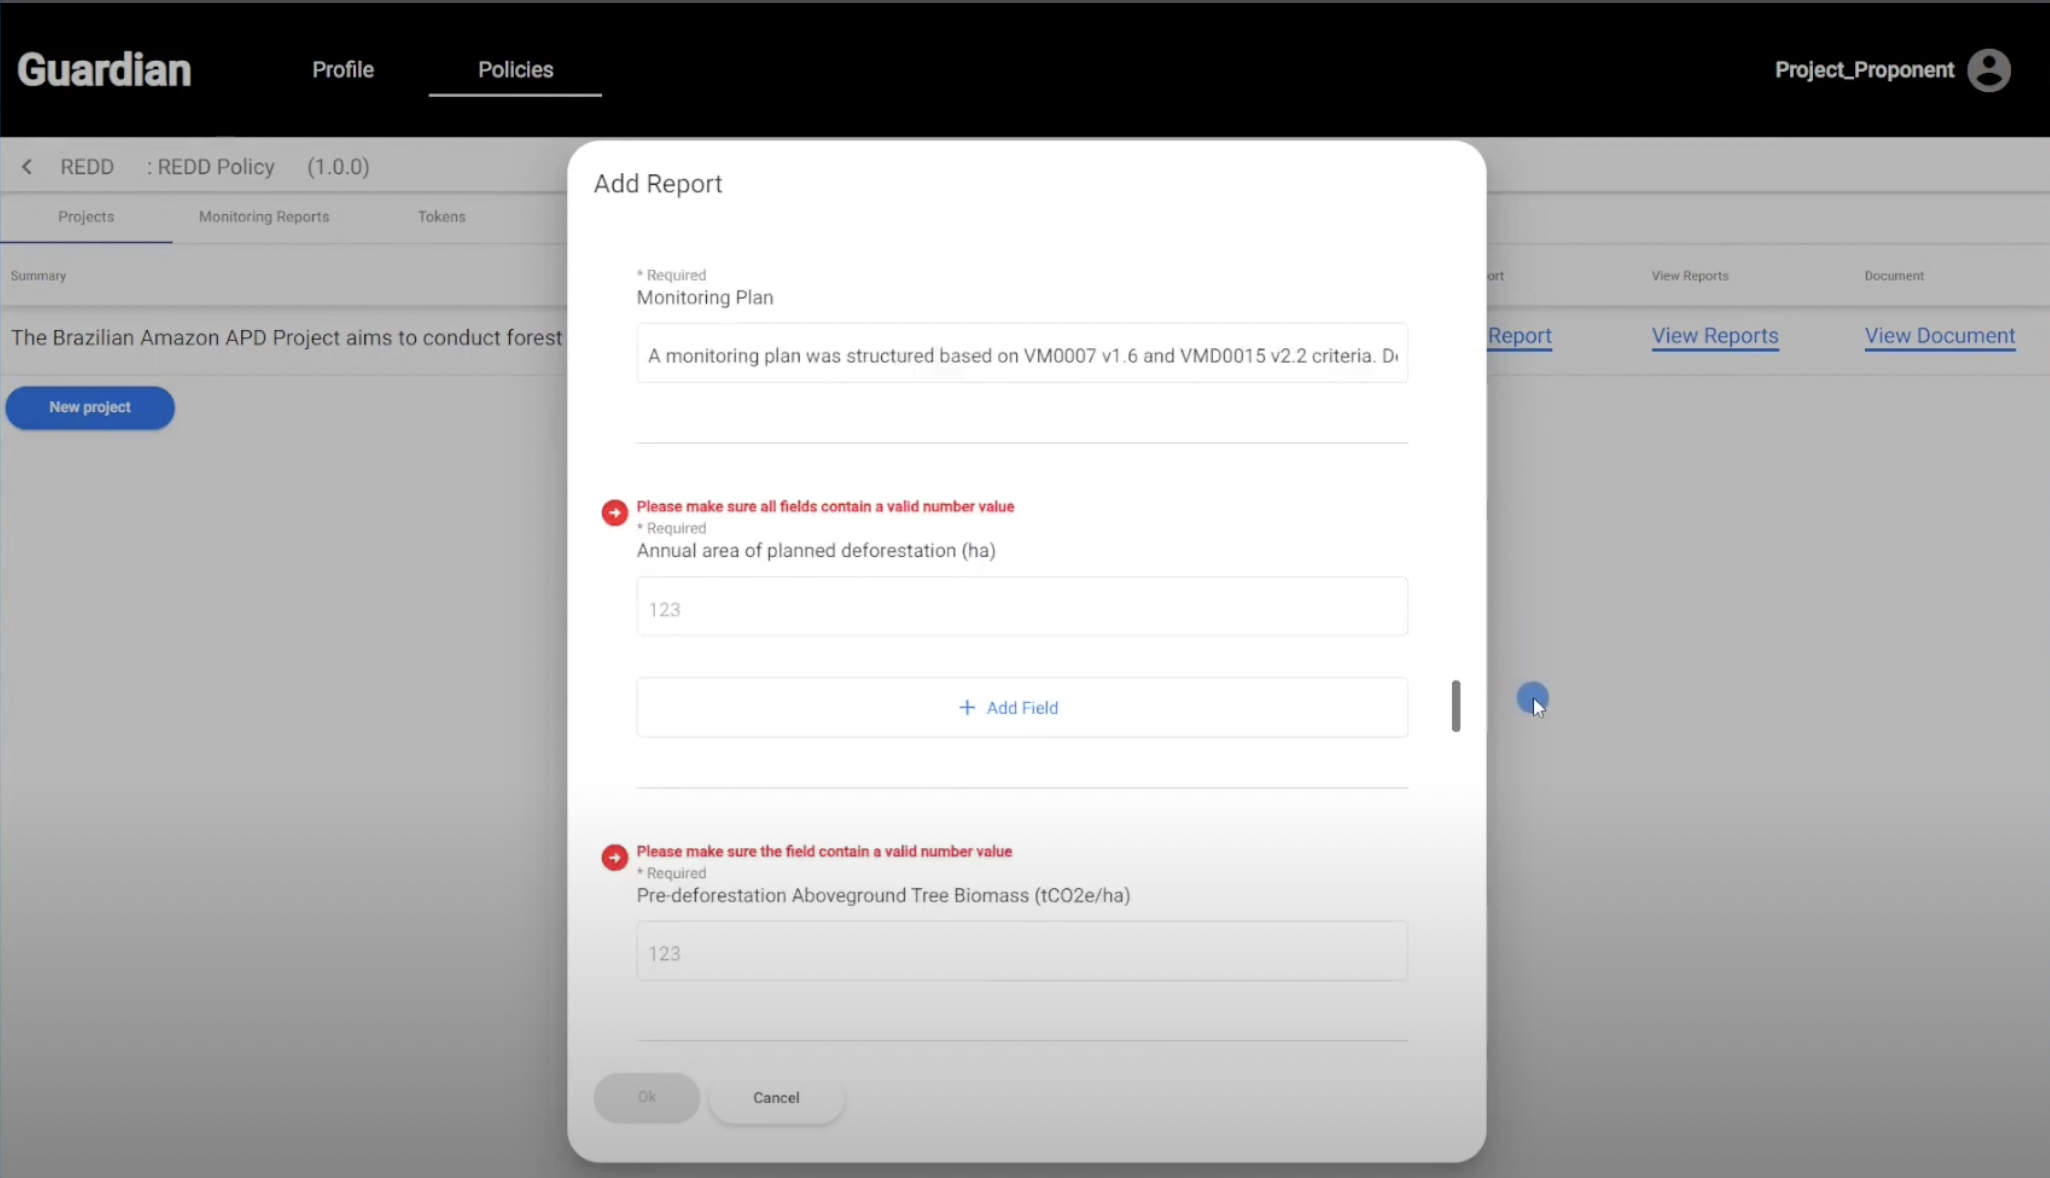 Guardian
Profile
Policies
Project_Proponent
REDD : REDD Policy (1.0.0)
Projects
Monitoring Reports
Tokens
Summary
View Reports
Document
The Brazilian Amazon APD Project aims to conduct forest
Report
View Reports
View Document
New project
Add Report
* Required
Monitoring Plan
A monitoring plan was structured based on VM0007 v1.6 and VMD0015 v2.2 criteria.
Please make sure all fields contain a valid number value
* Required
Annual area of planned deforestation (ha)
123
+ Add Field
Please make sure the field contain a valid number value
* Required
Pre-deforestation Aboveground Tree Biomass (tCO2e/ha)
123
Ok
Cancel